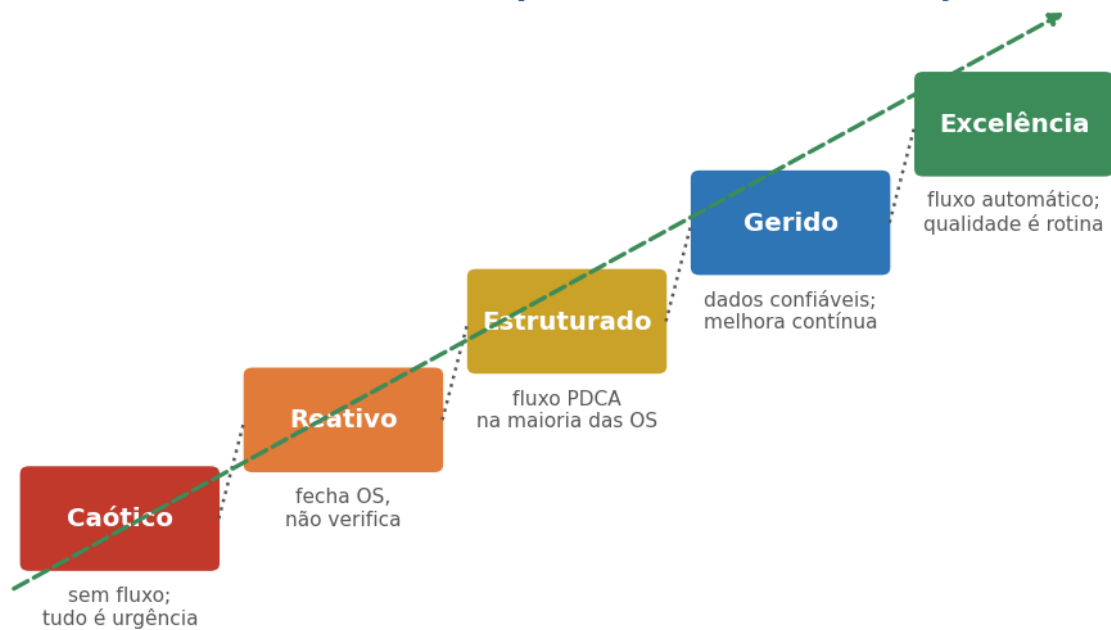 Excelência
fluxo automático;
qualidade é rotina
Gerido
dados confiáveis;
melhora contínua
Estruturado
fluxo PDCA
na maioria das OS
Reativo
fecha OS,
não verifica
Caótico
sem fluxo;
tudo é urgência